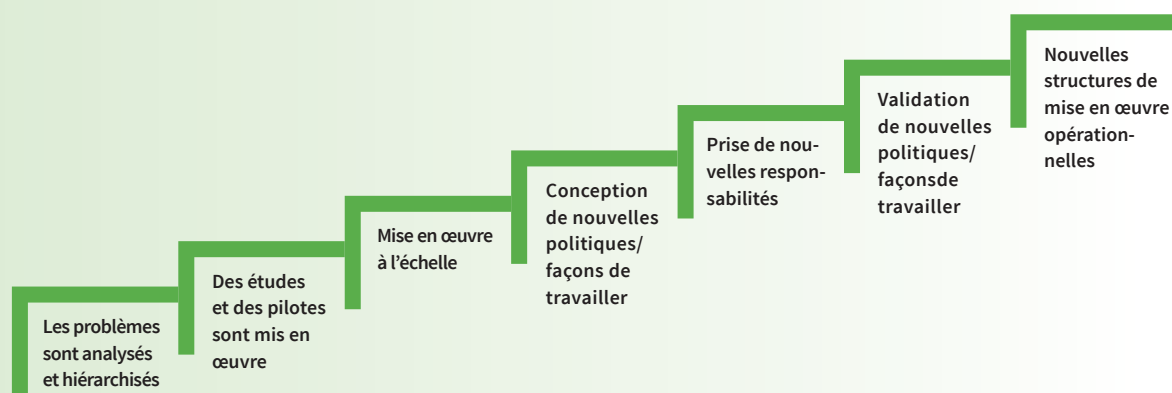 Les problèmes
sont analysés
et hiérarchisés
Des études
et des pilotes
sont mis en
œuvre
Mise en œuvre
à l'échelle
Conception
de nouvelles
politiques/
façons de
travailler
Prise de nou-
velles respon-
sabilités
Validation
de nouvelles
politiques/
façonsde
travailler
Nouvelles
structures de
mise en œuvre
opération-
nelles